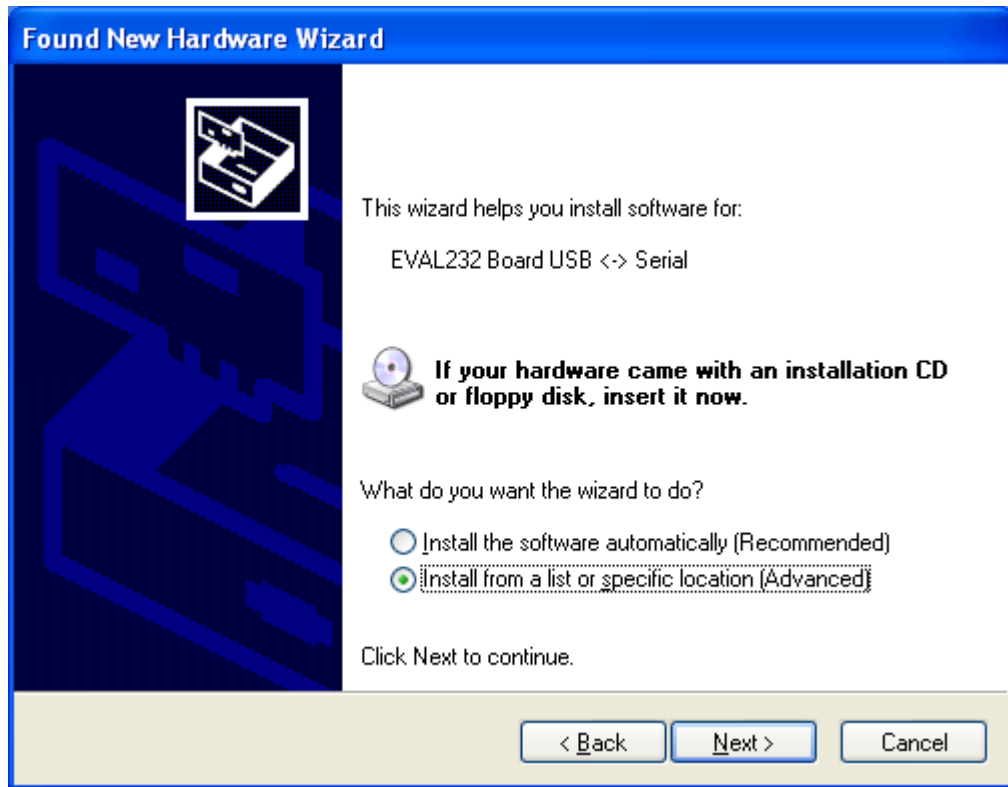 Found New Hardware Wizard
This wizard helps you install software for:
EVAL232 Board USB <-> Serial
If your hardware came with an installation CD
or floppy disk, insert it now.
What do you want the wizard to do?
Install the software automatically (Recommended)
Install from a list or specific location (Advanced)
Click Next to continue.
< Back Next > Cancel